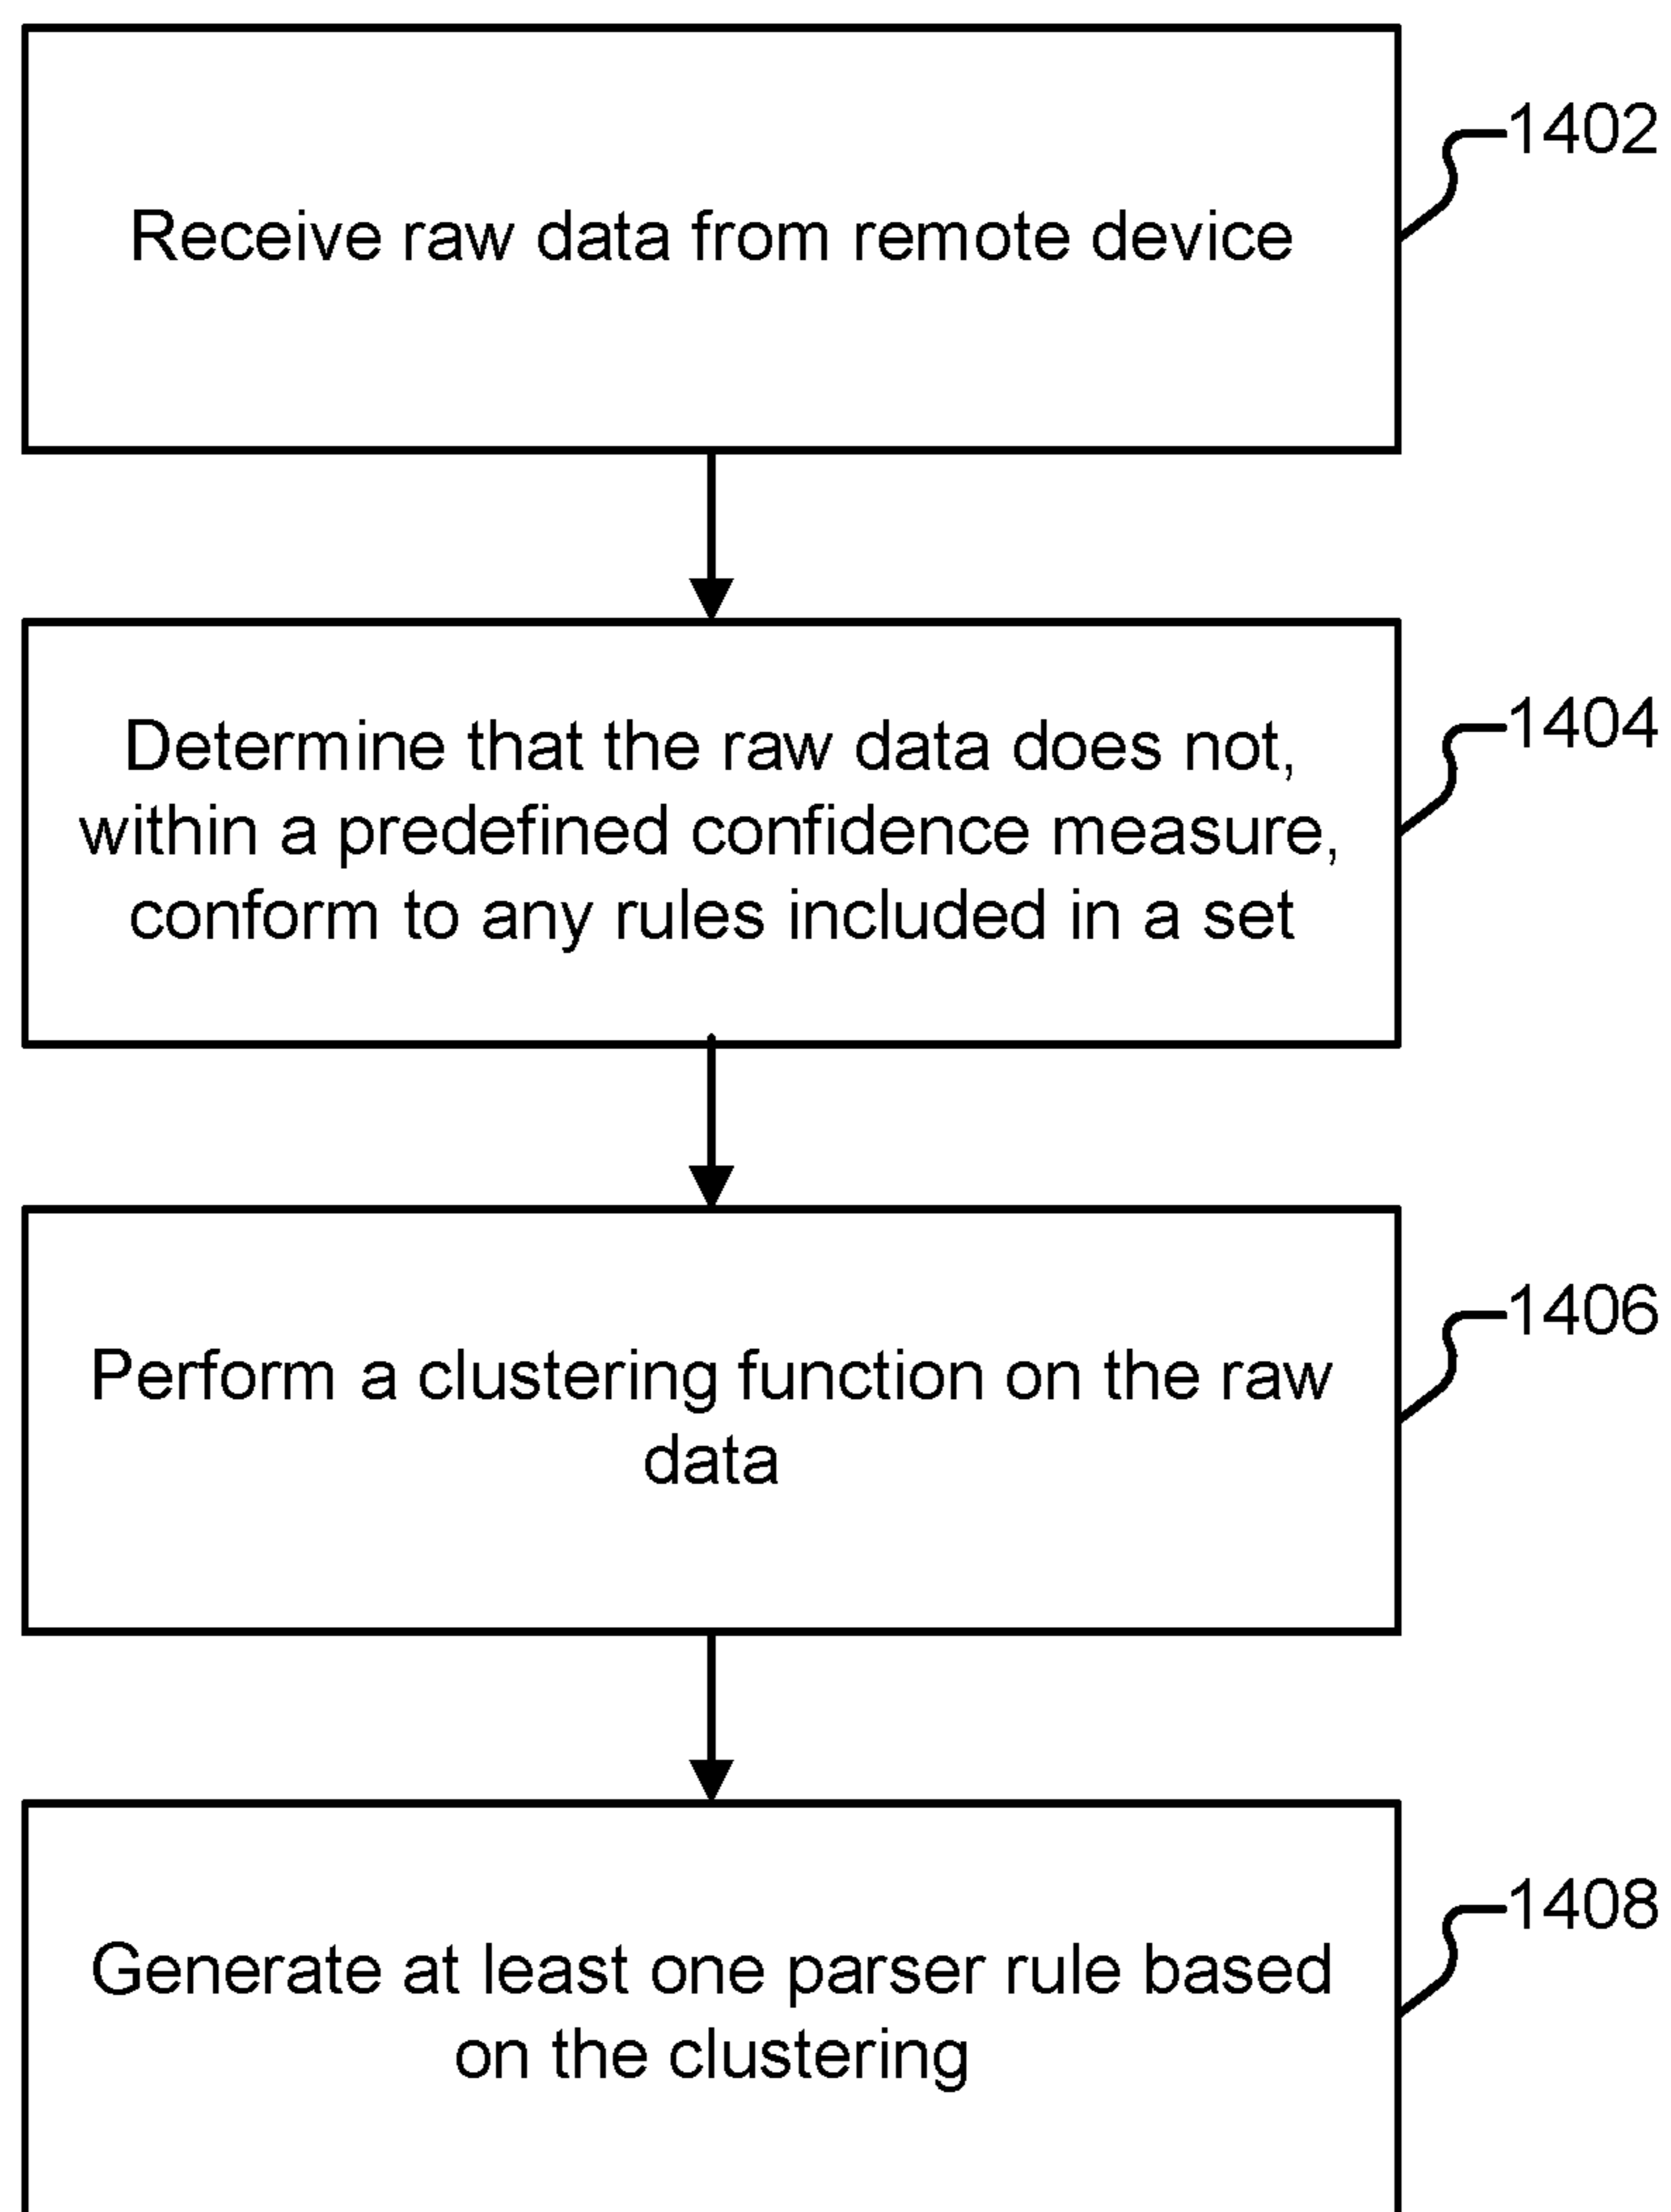 Receive raw data from remote device
1402
Determine that the raw data does not,
within a predefined confidence measure,
conform to any rules included in a set
1404
Perform a clustering function on the raw
data
1406
Generate at least one parser rule based
on the clustering
1408